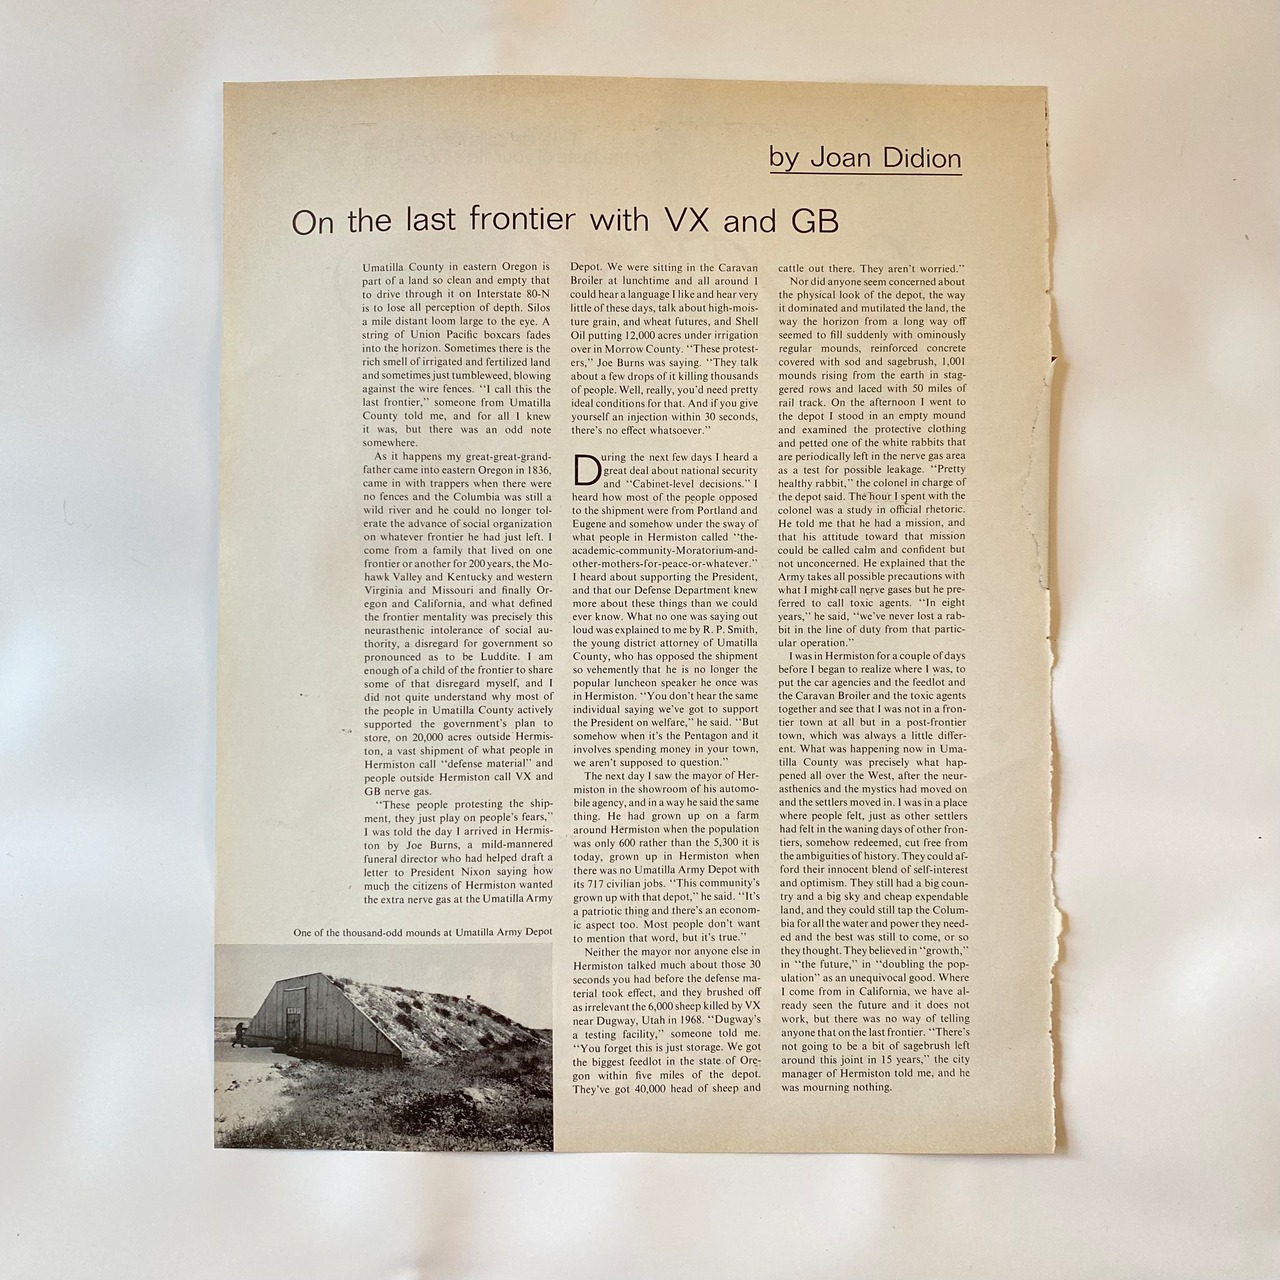 by Joan Didion
On the last frontier with VX and GB
Umatilla County in eastern Oregon is
part of a land so clean and empty that
to drive through it on Interstate 80-N
is to lose all perception of depth. Silos
a mile distant loom large to the eye. A
string of Union Pacific boxcars fades
into the horizon. Sometimes there is the
rich smell of irrigated and fertilized land
and sometimes just tumbleweed, blowing
against the wire fences. “I call this the
last frontier,” someone from Umatilla
County told me, and for all I knew
it was, but there was an odd note
somewhere.
As it happens my great-great-grand-
father came into eastern Oregon in 1836,
came in with trappers when there were
no fences and the Columbia was still a
wild river and he could no longer tol-
erate the advance of social organization
on whatever frontier he had just left. I
come from a family that lived on one
frontier or another for 200 years, the Mo-
hawk Valley and Kentucky and western
Virginia and Missouri and finally Or-
egon and California, and what defined
the frontier mentality was precisely this
neurasthenic intolerance of social au-
thority, a disregard for government so
pronounced as to be Luddite. I am
enough of a child of the frontier to share
some of that disregard myself, and I
did not quite understand why most of
the people in Umatilla County actively
supported the government’s plan to
store, on 20,000 acres outside Hermis-
ton, a vast shipment of what people in
Hermiston call “defense material” and
people outside Hermiston call VX and
GB nerve gas.
“These people protesting the ship-
ment, they just play on people’s fears,”
I was told the day I arrived in Hermis-
ton by Joe Burns, a mild-mannered
funeral director who had helped draft a
letter to President Nixon saying how
much the citizens of Hermiston wanted
the extra nerve gas at the Umatilla Army
Depot. We were sitting in the Caravan
Broiler at lunchtime and all around I
could hear a language I like and hear very
little of these days, talk about high-mois-
ture grain, and wheat futures, and Shell
Oil putting 12,000 acres under irrigation
over in Morrow County. “These protest-
ers,” Joe Burns was saying. “They talk
about a few drops of it killing thousands
of people. Well, really, you’d need pretty
ideal conditions for that. And if you give
yourself an injection within 30 seconds,
there’s no effect whatsoever.”
During the next few days I heard a
great deal about national security
and “Cabinet-level decisions.” I
heard how most of the people opposed
to the shipment were from Portland and
Eugene and somehow under the sway of
what people in Hermiston called “the-
academic-community-Moratorium-and-
other-mothers-for-peace-or-whatever.”
I heard about supporting the President,
and that our Defense Department knew
more about these things than we could
ever know. What no one was saying out
loud was explained to me by R. P. Smith,
the young district attorney of Umatilla
County, who has opposed the shipment
so vehemently that he is no longer the
popular luncheon speaker he once was
in Hermiston. “You don’t hear the same
individual saying we’ve got to support
the President on welfare,” he said. “But
somehow when it’s the Pentagon and it
involves spending money in your town,
we aren’t supposed to question.”
The next day I saw the mayor of Her-
miston in the showroom of his automo-
bile agency, and in a way he said the same
thing. He had grown up on a farm
around Hermiston when the population
was only 600 rather than the 5,300 it is
today, grown up in Hermiston when
there was no Umatilla Army Depot with
its 717 civilian jobs. “This community’s
grown up with that depot,” he said. “It’s
a patriotic thing and there’s an econom-
ic aspect too. Most people don’t want
to mention that word, but it’s true.”
Neither the mayor nor anyone else in
Hermiston talked much about those 30
seconds you had before the defense ma-
terial took effect, and they brushed off
as irrelevant the 6,000 sheep killed by VX
near Dugway, Utah in 1968. “Dugway’s
a testing facility,” someone told me.
“You forget this is just storage. We got
the biggest feedlot in the state of Ore-
gon within five miles of the depot.
They’ve got 40,000 head of sheep and
cattle out there. They aren’t worried.”
Nor did anyone seem concerned about
the physical look of the depot, the way
it dominated and mutilated the land, the
way the horizon from a long way off
seemed to fill suddenly with ominously
regular mounds, reinforced concrete
covered with sod and sagebrush, 1,001
mounds rising from the earth in stag-
gered rows and laced with 50 miles of
rail track. On the afternoon I went to
the depot I stood in an empty mound
and examined the protective clothing
and petted one of the white rabbits that
are periodically left in the nerve gas area
as a test for possible leakage. “Pretty
healthy rabbit,” the colonel in charge of
the depot said. The hour I spent with the
colonel was a study in official rhetoric.
He told me that he had a mission, and
that his attitude toward that mission
could be called calm and confident but
not unconcerned. He explained that the
Army takes all possible precautions with
what I might call nerve gases but he pre-
ferred to call toxic agents. “In eight
years,” he said, “we’ve never lost a rab-
bit in the line of duty from that partic-
ular operation.”
I was in Hermiston for a couple of days
before I began to realize where I was, to
put the car agencies and the feedlot and
the Caravan Broiler and the toxic agents
together and see that I was not in a fron-
tier town at all but in a post-frontier
town, which was always a little differ-
ent. What was happening now in Uma-
tilla County was precisely what hap-
pened all over the West, after the neur-
asthenics and the mystics had moved on
and the settlers moved in. I was in a place
where people felt, just as other settlers
had felt in the waning days of other fron-
tiers, somehow redeemed, cut free from
the ambiguities of history. They could af-
ford their innocent blend of self-interest
and optimism. They still had a big coun-
try and a big sky and cheap expendable
land, and they could still tap the Colum-
bia for all the water and power they need-
ed and the best was still to come, or so
they thought. They believed in “growth,”
in “the future,” in “doubling the pop-
ulation” as an unequivocal good. Where
I come from in California, we have al-
ready seen the future and it does not
work, but there was no way of telling
anyone that on the last frontier. “There’s
not going to be a bit of sagebrush left
around this joint in 15 years,” the city
manager of Hermiston told me, and he
was mourning nothing.
One of the thousand-odd mounds at Umatilla Army Depot